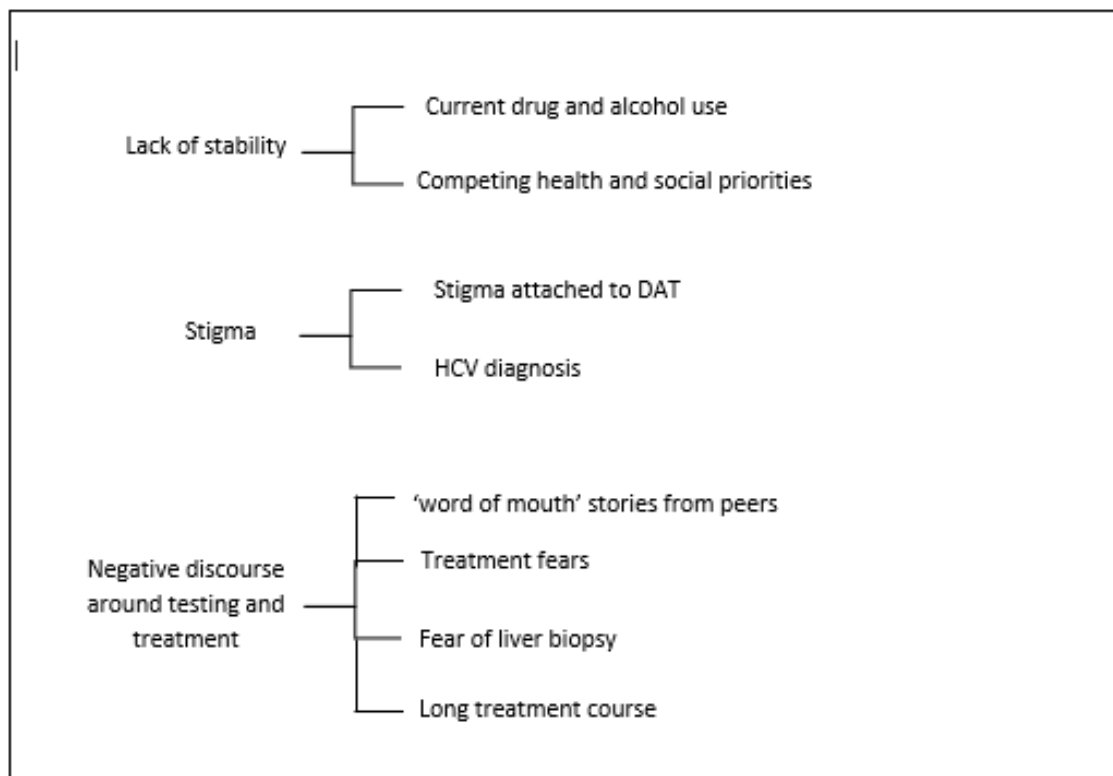 Current drug and alcohol use
Lack of stability
Competing health and social priorities
Stigma attached to DAT
Stigma
HCV diagnosis
‘word of mouth’ stories from peers
Treatment fears
Negative discourse
around testing and
treatment
Fear of liver biopsy
Long treatment course